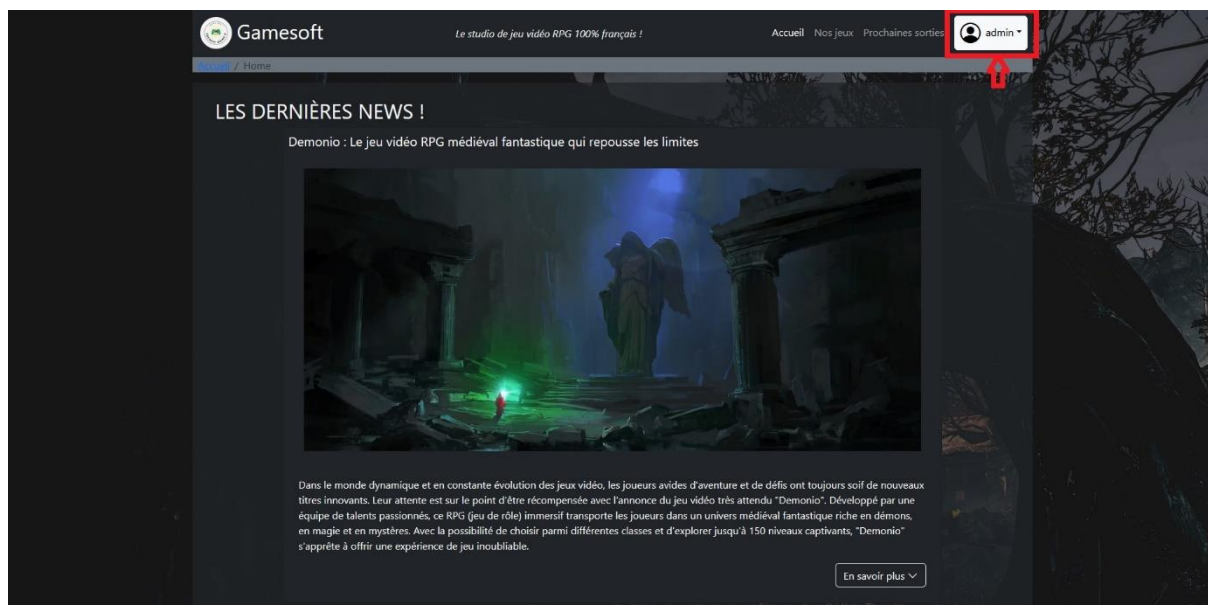 Gamesoft
Le studio de jeu vidéo RPG 100% français !
Accueil Nos jeux Prochaines sorties
admin
Accueil / Home
LES DERNIÈRES NEWS !
Demonio : Le jeu vidéo RPG médiéval fantastique qui repousse les limites
Dans le monde dynamique et en constante évolution des jeux vidéo, les joueurs avides d'aventure et de défis ont toujours soif de nouveaux
titres innovants. Leur attente est sur le point d'être récompensée avec l'annonce du jeu vidéo très attendu "Demonio". Développé par une
équipe de talents passionnés, ce RPG (jeu de rôle) immersif transporte les joueurs dans un univers médiéval fantastique riche en démons,
en magie et en mystères. Avec la possibilité de choisir parmi différentes classes et d'explorer jusqu'à 150 niveaux captivants, "Demonio"
s'apprête à offrir une expérience de jeu inoubliable.
En savoir plus